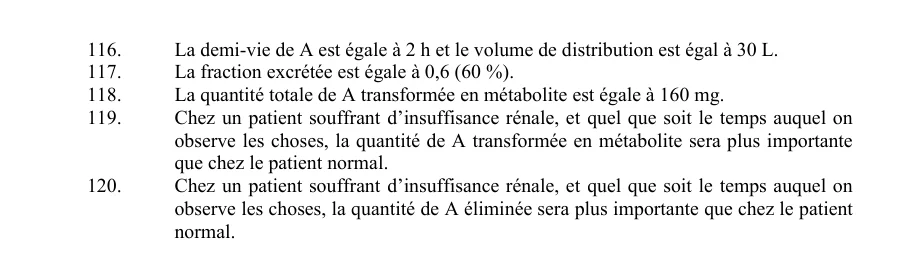 116. La demi-vie de A est égale à 2 h et le volume de distribution est égal à 30 L.
117. La fraction excrétée est égale à 0,6 (60 %).
118. La quantité totale de A transformée en métabolite est égale à 160 mg.
119. Chez un patient souffrant d’insuffisance rénale, et quel que soit le temps auquel on
observe les choses, la quantité de A transformée en métabolite sera plus importante
que chez le patient normal.
120. Chez un patient souffrant d’insuffisance rénale, et quel que soit le temps auquel on
observe les choses, la quantité de A éliminée sera plus importante que chez le patient
normal.